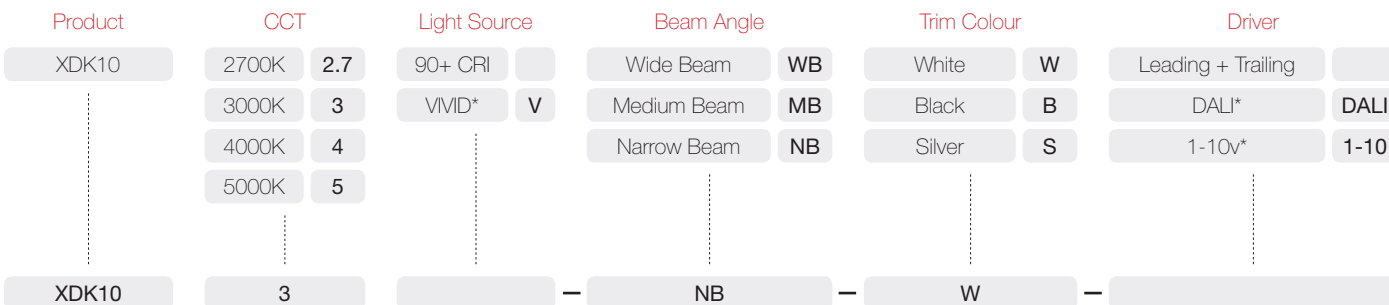 Product CCT Light Source Beam Angle Trim Colour Driver
XDK10 2700K 2.7 90+ CRI Wide Beam WB White W Leading + Trailing
3000K 3 VIVID* V Medium Beam MB Black B DALI* DALI
4000K 4 Narrow Beam NB Silver S 1-10v* 1-10
5000K 5
XDK10 3 – NB – W –